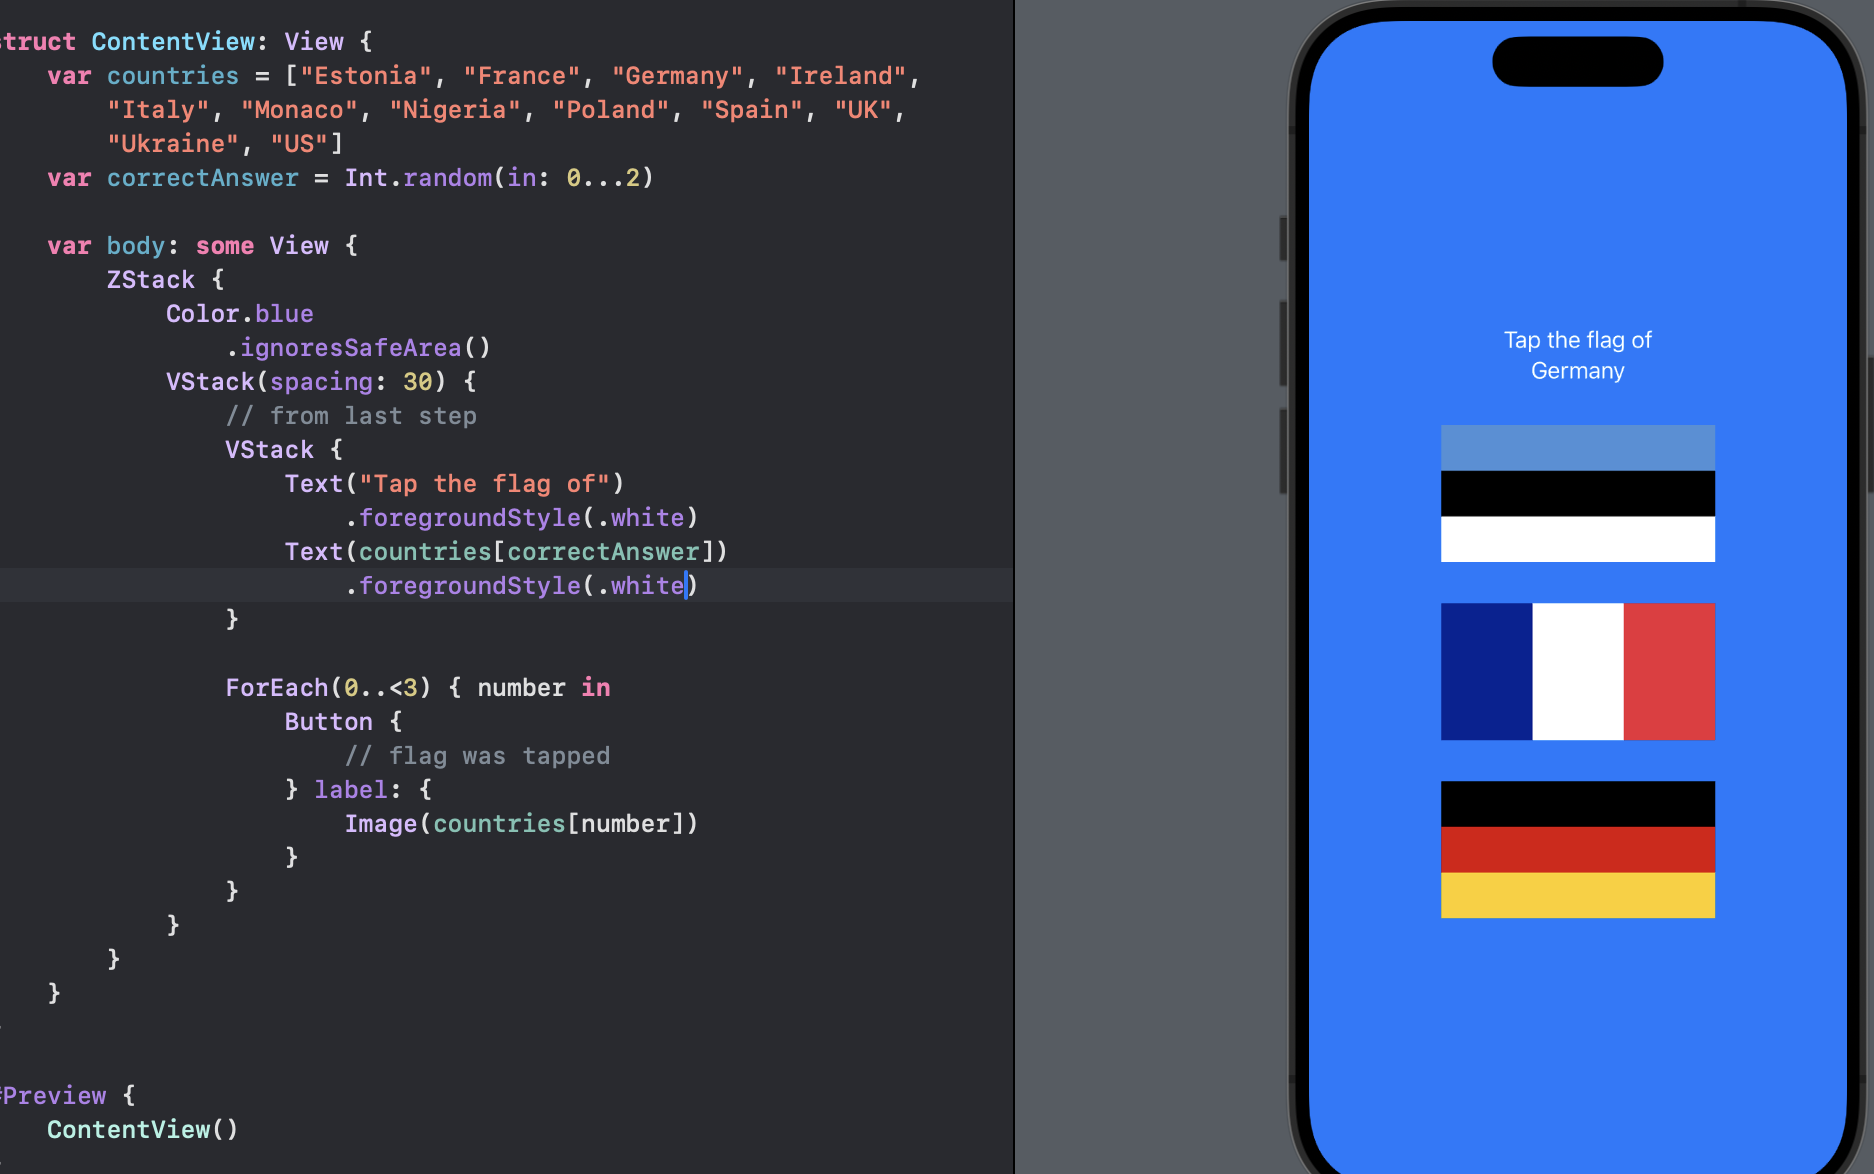 struct ContentView: View {
var countries = ["Estonia", "France", "Germany", "Ireland",
"Italy", "Monaco", "Nigeria", "Poland", "Spain", "UK",
"Ukraine", "US"]
var correctAnswer = Int.random(in: 0...2)
var body: some View {
ZStack {
Color.blue
.ignoresSafeArea()
VStack(spacing: 30) {
// from last step
VStack {
Text("Tap the flag of")
.foregroundStyle(.white)
Text(countries[correctAnswer])
.foregroundStyle(.white)
}
ForEach(0..<3) { number in
Button {
// flag was tapped
} label: {
Image(countries[number])
}
}
}
}
}
#Preview {
ContentView()
Tap the flag of
Germany